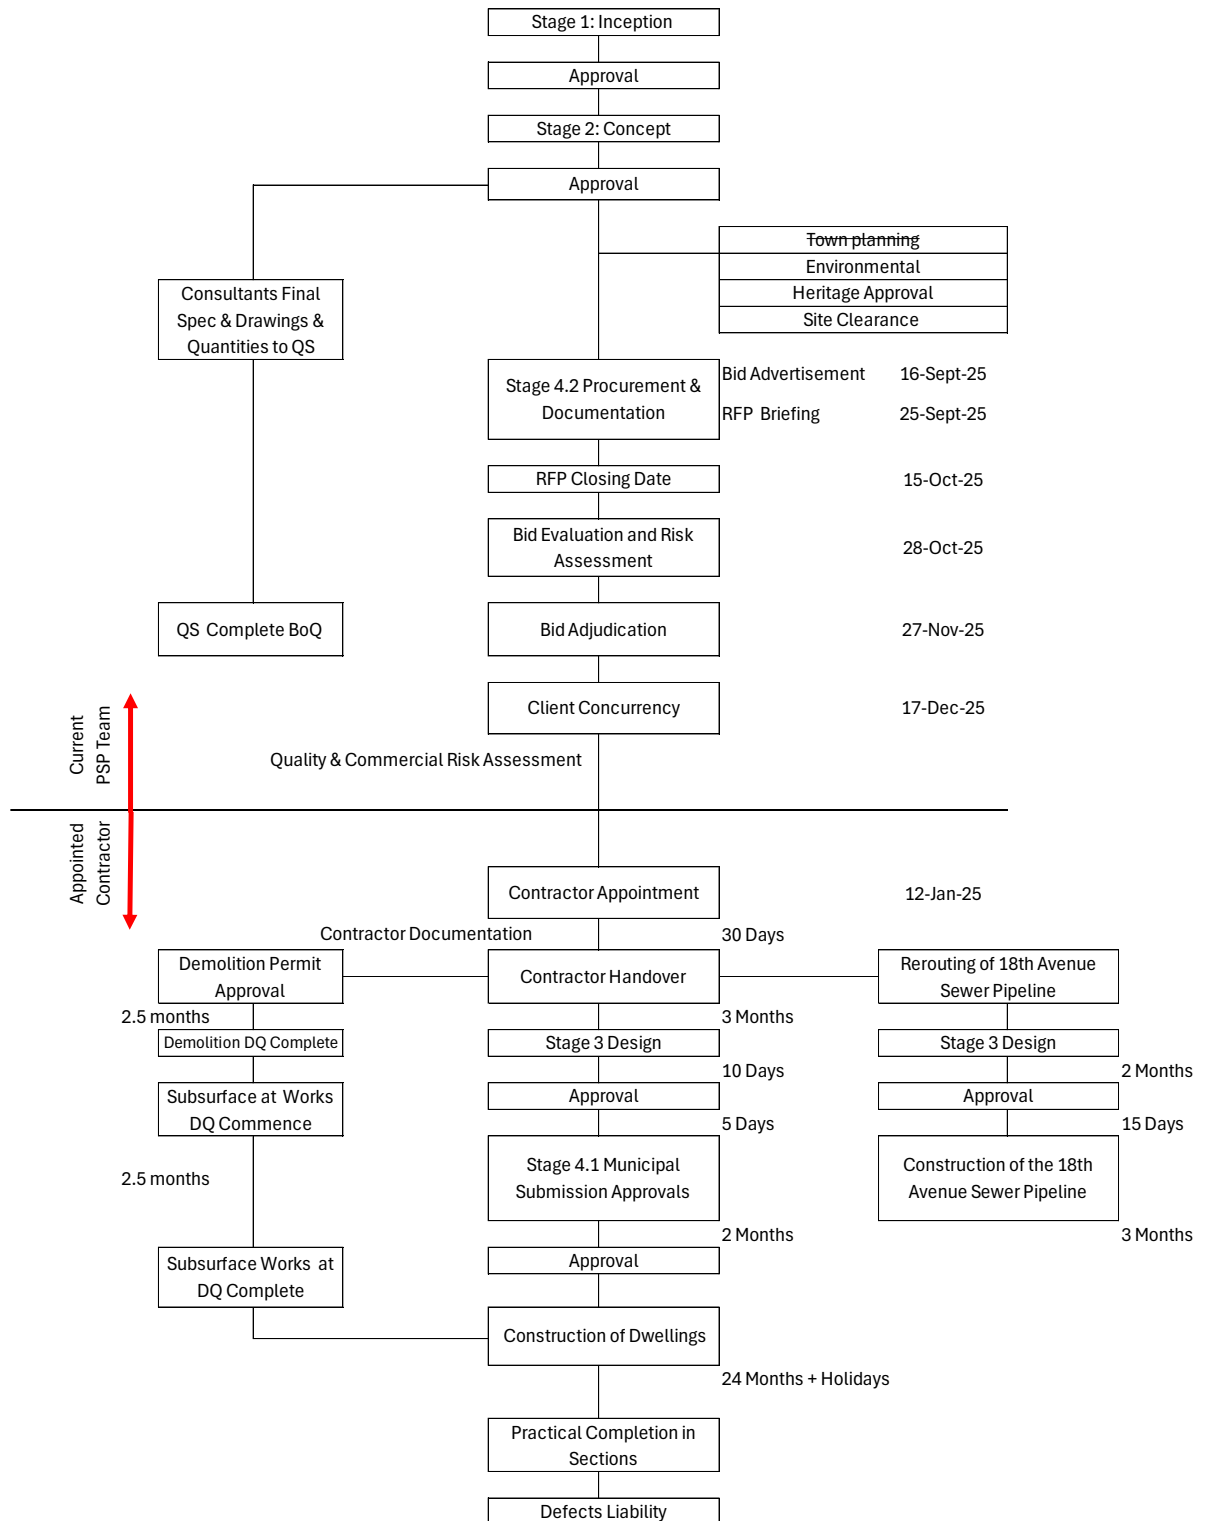 Stage 1: Inception
Approval
Stage 2: Concept
Approval
Town planning
Environmental
Heritage Approval
Site Clearance
Consultants Final
Spec & Drawings &
Quantities to QS
Stage 4.2 Procurement &
Documentation
Bid Advertisement 16-Sept-25
RFP Briefing 25-Sept-25
RFP Closing Date 15-Oct-25
Bid Evaluation and Risk
Assessment
28-Oct-25
QS Complete BoQ
Bid Adjudication 27-Nov-25
Client Concurrency 17-Dec-25
Current
PSP Team
Quality & Commercial Risk Assessment
Appointed
Contractor
Contractor Appointment 12-Jan-25
Contractor Documentation 30 Days
Demolition Permit
Approval
Contractor Handover
Rerouting of 18th Avenue
Sewer Pipeline
2.5 months
3 Months
Demolition DQ Complete
Stage 3 Design
Stage 3 Design
10 Days
2 Months
Subsurface at Works
DQ Commence
Approval
Approval
5 Days
15 Days
2.5 months
Stage 4.1 Municipal
Submission Approvals
Construction of the 18th
Avenue Sewer Pipeline
2 Months
3 Months
Subsurface Works at
DQ Complete
Approval
Construction of Dwellings
24 Months + Holidays
Practical Completion in
Sections
Defects Liability